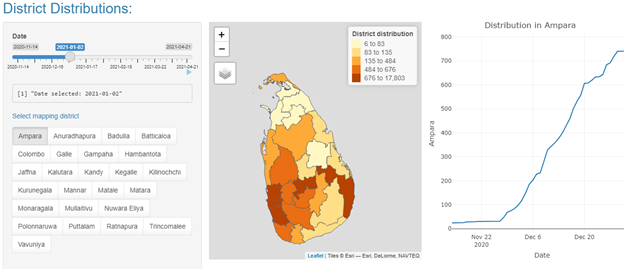 District Distributions:
Date
2020-11-14 2021-01-02 2021-04-21
2020-11-14 2020-12-16 2021-01-17 2021-02-18 2021-03-22 2021-04-21
[1] "Date selected: 2021-01-02"
Select mapping district
Ampara Anuradhapura Badulla Batticaloa
Colombo Galle Gampaha Hambantota
Jaffna Kalutara Kandy Kegalle Kilinochchi
Kurunegala Mannar Matale Matara
Monaragala Mullaitivu Nuwara Eliya
Polonnaruwa Puttalam Ratnapura Trincomalee
Vavuniya
+
−
District distribution
6 to 83
83 to 135
135 to 484
484 to 676
676 to 17,803
Leaflet | Tiles © Esri — Esri, DeLorme, NAVTEQ
Distribution in Ampara
800
700
600
500
400
300
200
100
0
Ampara
Nov 22 Dec 6 Dec 20
2020
Date